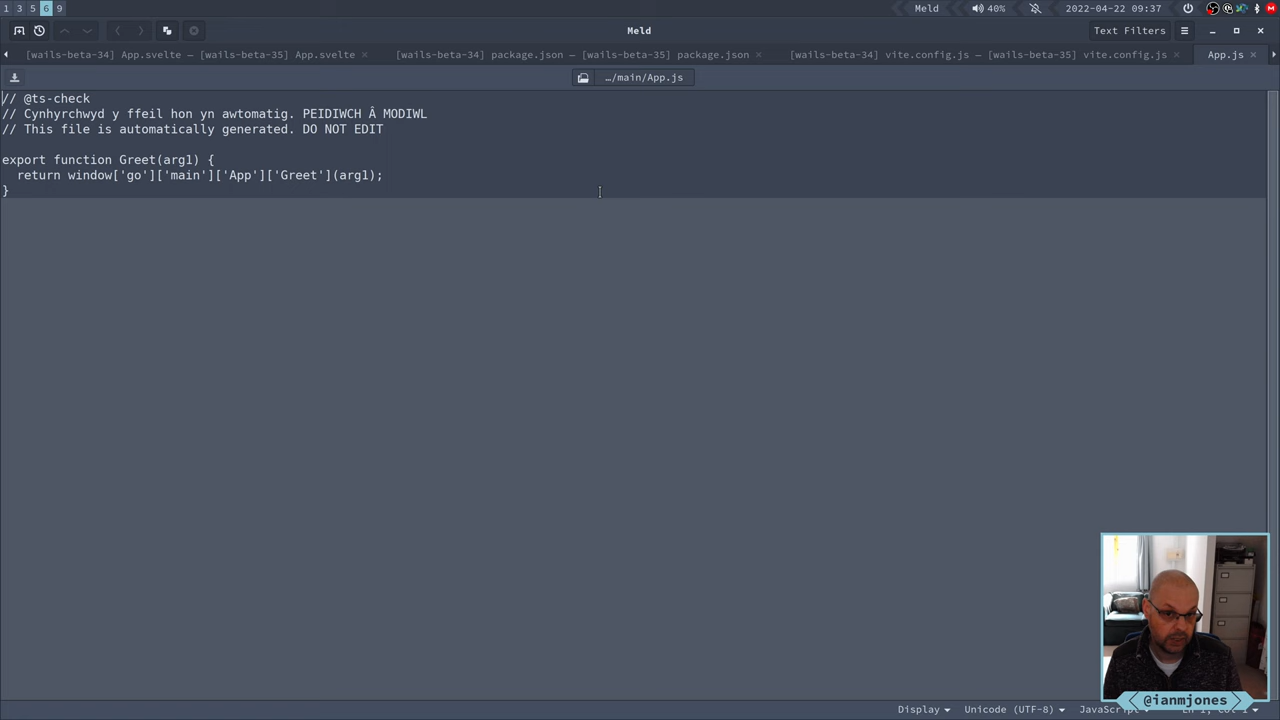 1 3 5 6 9
Meld
40%
2022-04-22 09:37
Meld
Text Filters
[wails-beta-34] App.svelte — [wails-beta-35] App.svelte
[wails-beta-34] package.json — [wails-beta-35] package.json
[wails-beta-34] vite.config.js — [wails-beta-35] vite.config.js
App.js
…/main/App.js
// @ts-check
// Cynhyrchwyd y ffeil hon yn awtomatig. PEIDIWCH Â MODIWL
// This file is automatically generated. DO NOT EDIT
export function Greet(arg1) {
return window['go']['main']['App']['Greet'](arg1);
}
@ianmjones
Display
Unicode (UTF-8)